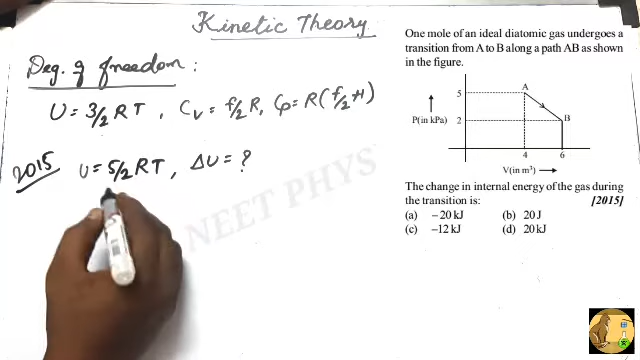 Kinetic Theory
Deg. of freedom :
U = 3/2 RT , Cv = f/2 R, Cp = R(f/2 +1)
2015 U = 5/2 RT , ΔU = ?
NEET PHYS
One mole of an ideal diatomic gas undergoes a
transition from A to B along a path AB as shown
in the figure.
A
5
B
P(in kPa)
2
4 6
V(in m³)
The change in internal energy of the gas during
the transition is: [2015]
(a) –20 kJ (b) 20 J
(c) –12 kJ (d) 20 kJ